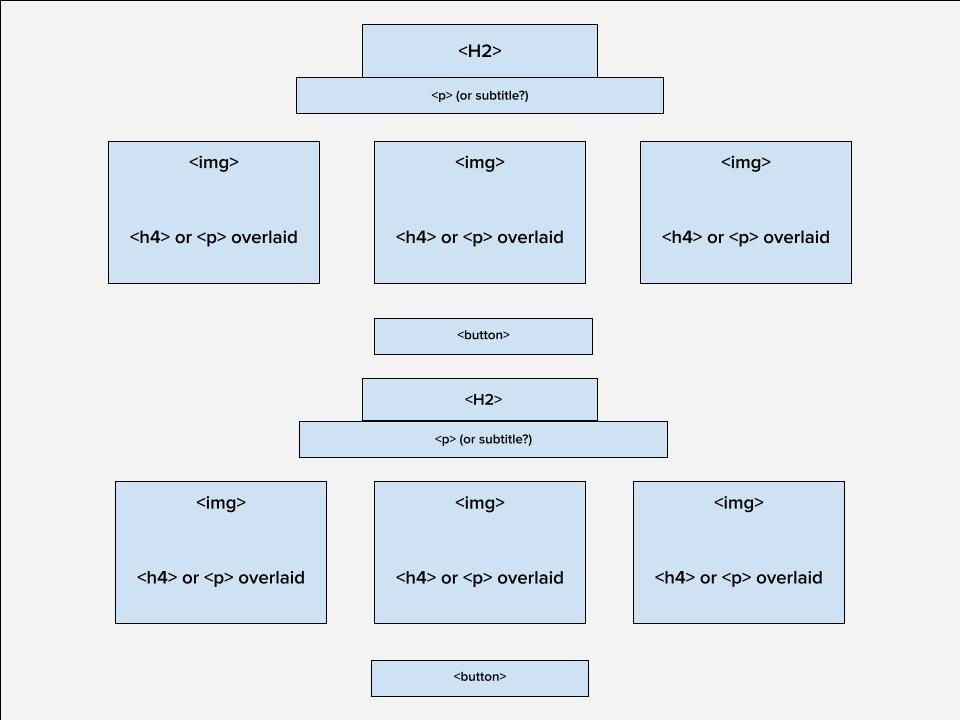 <H2>
<p> (or subtitle?)
<img> <img> <img>
<h4> or <p> overlaid <h4> or <p> overlaid <h4> or <p> overlaid
<button>
<H2>
<p> (or subtitle?)
<img> <img> <img>
<h4> or <p> overlaid <h4> or <p> overlaid <h4> or <p> overlaid
<button>